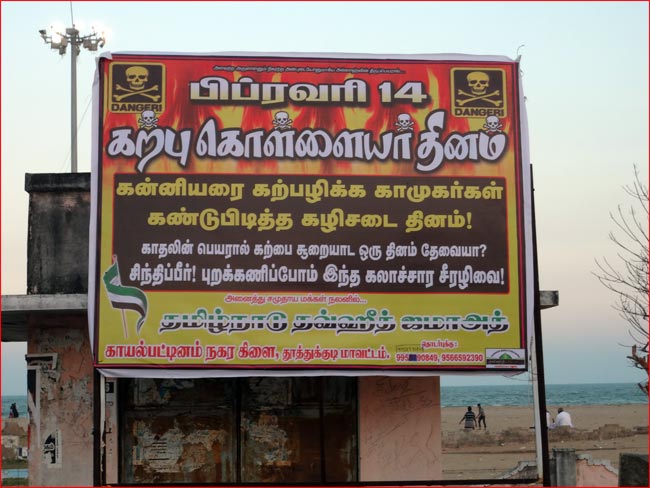 பிப்ரவரி 14
DANGER!
DANGER!
கற்பு கொள்ளையர் தினம்
கன்னியரை கற்பழிக்க காமுகர்கள்
கண்டுபிடித்த கழிசடை தினம்!
காதலின் பெயரால் கற்பை சூறையாட ஒரு தினம் தேவையா?
சிந்திப்பீர்! புறக்கணிப்போம் இந்த கலாச்சார சீரழிவை!
அனைத்து சமுதாய மக்கள் நலனில்...
தமிழ்நாடு தவ்ஹீத் ஜமாஅத்
காயல்பட்டினம் நகர கிளை, தூத்துக்குடி மாவட்டம்.
தொடர்புக்கு:
90849, 9566592390